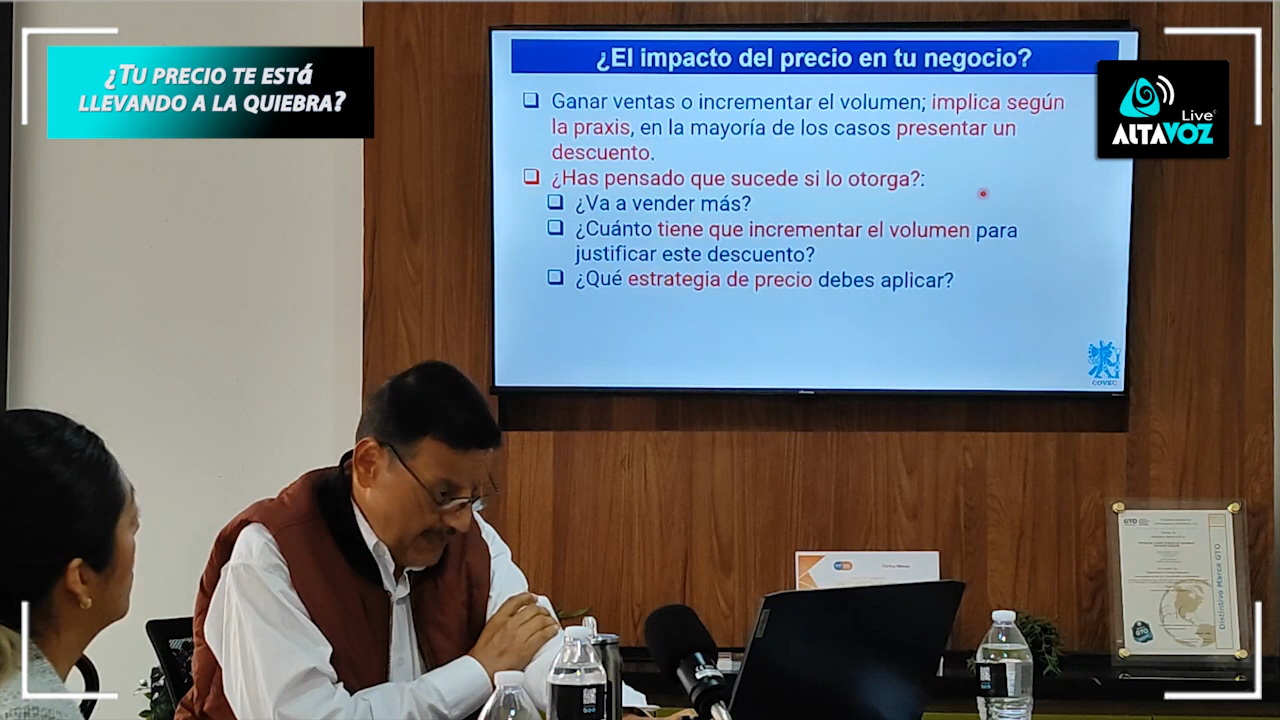 ¿Tu precio te está
llevando a la quiebra?
¿El impacto del precio en tu negocio?
Live
ALTAVOZ
Ganar ventas o incrementar el volumen; implica según
la praxis, en la mayoría de los casos presentar un
descuento.
¿Has pensado que sucede si lo otorga?:
¿Va a vender más?
¿Cuánto tiene que incrementar el volumen para
justificar este descuento?
¿Qué estrategia de precio debes aplicar?
COVEC
GTO
Distintivo Marca GTO
GTO